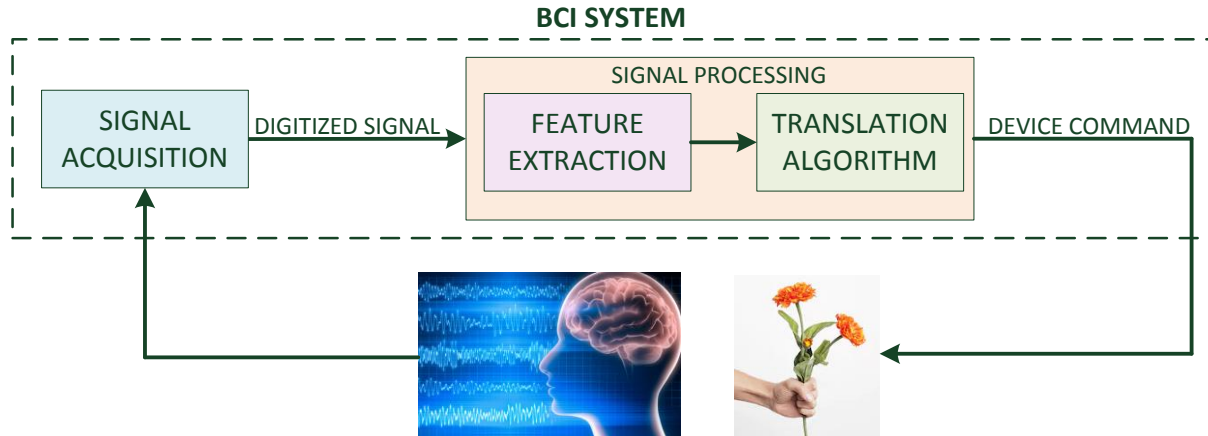 BCI SYSTEM
SIGNAL PROCESSING
SIGNAL
ACQUISITION
DIGITIZED SIGNAL
FEATURE
EXTRACTION
TRANSLATION
ALGORITHM
DEVICE COMMAND